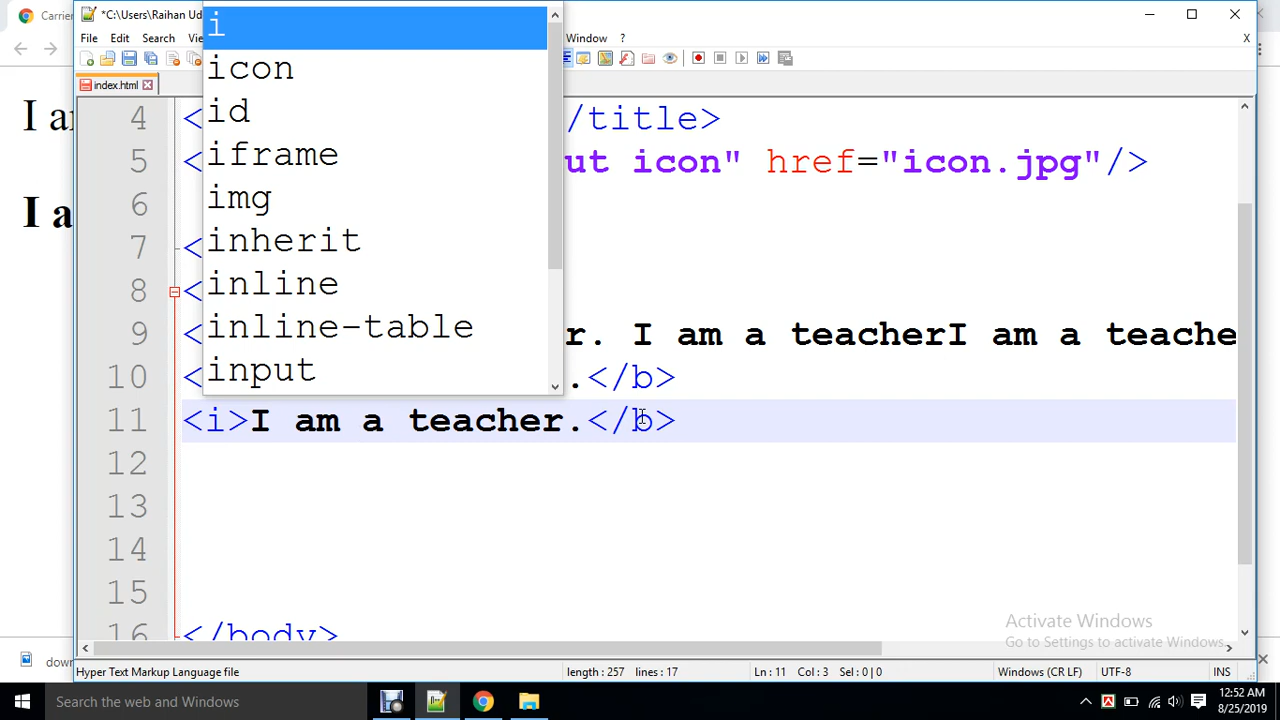 Carrier
*C:\Users\Raihan Ud
File Edit Search Window ? X
index.html
i
icon
id
iframe
img
inherit
inline
inline-table
input
I a
I a
4 < /title>
5 < ut icon" href="icon.jpg"/>
6
7 <
8 <
9 < r. I am a teacherI am a teache
10 < .</b>
11 <i>I am a teacher.</b>
12
13
14
15
16 </body>
Activate Windows
Go to Settings to activate Windows.
dow
Hyper Text Markup Language file length : 257 lines : 17 Ln : 11 Col : 3 Sel : 0 | 0 Windows (CR LF) UTF-8 INS
Search the web and Windows
12:52 AM
8/25/2019